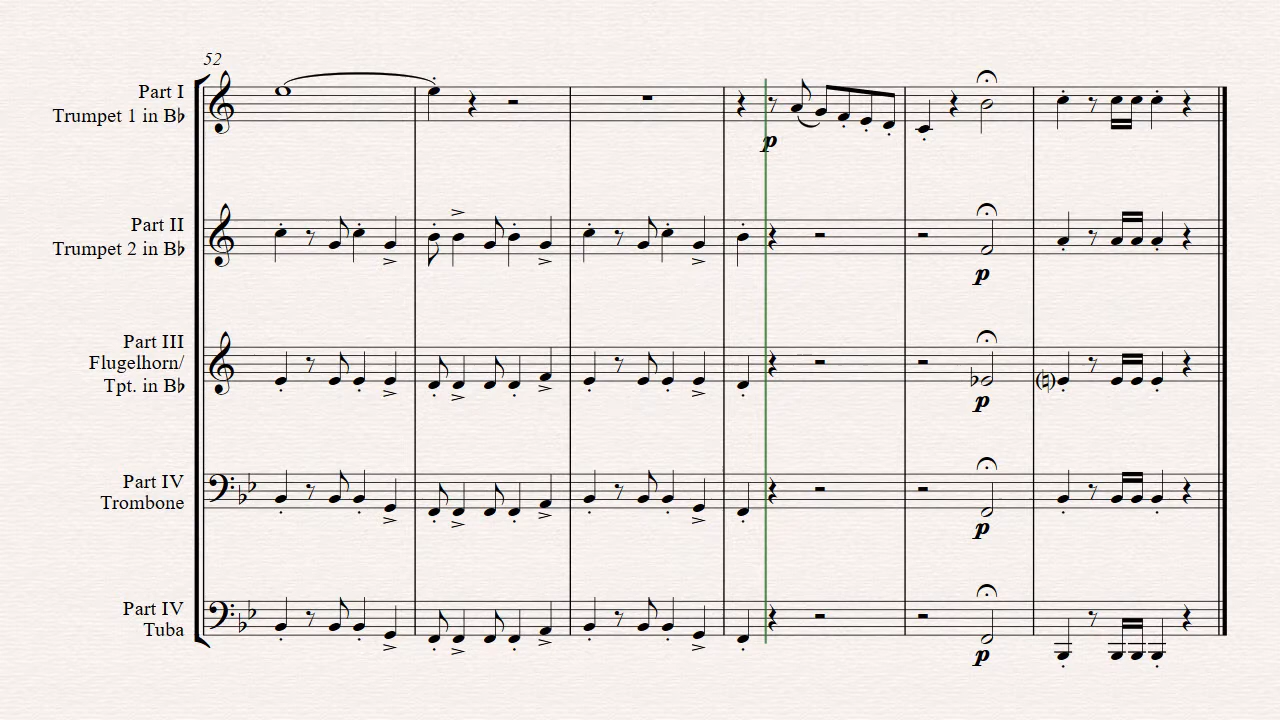 52
Part I
Trumpet 1 in B♭
p
Part II
Trumpet 2 in B♭
p
Part III
Flugelhorn/
Tpt. in B♭
p
Part IV
Trombone
p
Part IV
Tuba
p